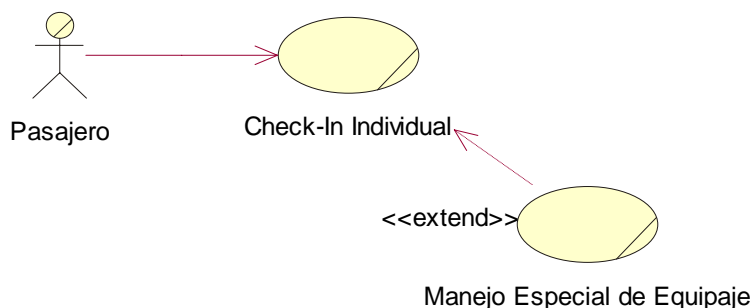 Pasajero
Check-In Individual
<<extend>>
Manejo Especial de Equipaje